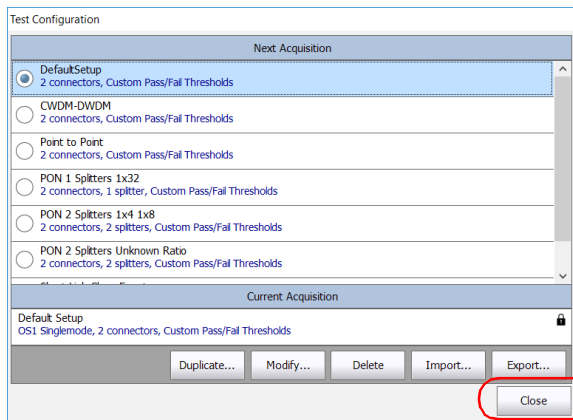 Test Configuration
Next Acquisition
DefaultSetup
2 connectors, Custom Pass/Fail Thresholds
CWDM-DWDM
2 connectors, Custom Pass/Fail Thresholds
Point to Point
2 connectors, Custom Pass/Fail Thresholds
PON 1 Splitters 1x32
2 connectors, 1 splitter, Custom Pass/Fail Thresholds
PON 2 Splitters 1x4 1x8
2 connectors, 2 splitters, Custom Pass/Fail Thresholds
PON 2 Splitters Unknown Ratio
2 connectors, 2 splitters, Custom Pass/Fail Thresholds
Current Acquisition
Default Setup
OS1 Singlemode, 2 connectors, Custom Pass/Fail Thresholds
Duplicate... Modify... Delete Import... Export...
Close